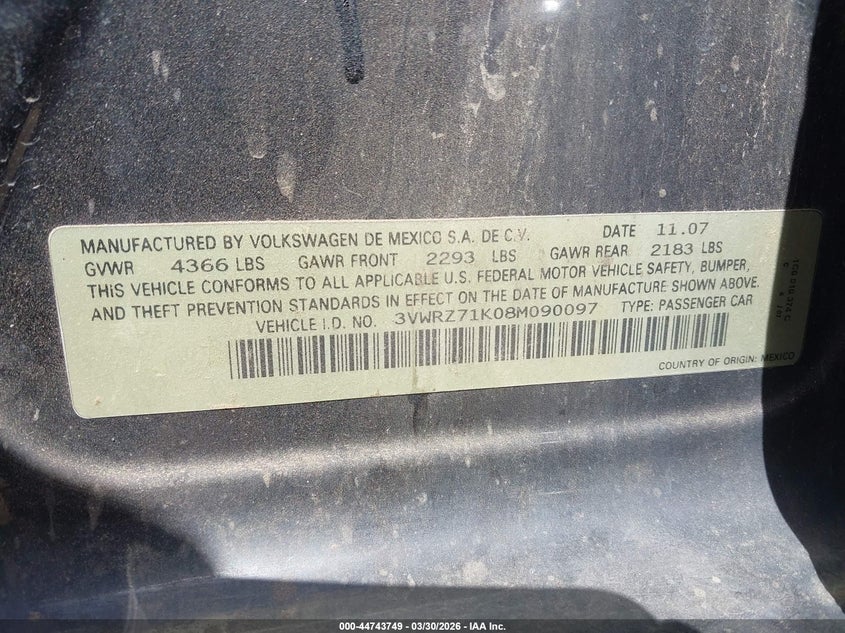 MANUFACTURED BY VOLKSWAGEN DE MEXICO S.A. DE C.V. DATE 11.07
GVWR 4366 LBS GAWR FRONT 2293 LBS GAWR REAR 2183 LBS
THIS VEHICLE CONFORMS TO ALL APPLICABLE U.S. FEDERAL MOTOR VEHICLE SAFETY, BUMPER,
AND THEFT PREVENTION STANDARDS IN EFFECT ON THE DATE OF MANUFACTURE SHOWN ABOVE.
VEHICLE I.D. NO. 3VWRZ71K08M090097 TYPE: PASSENGER CAR
COUNTRY OF ORIGIN: MEXICO
000-44743749 - 03/30/2026 - IAA Inc.